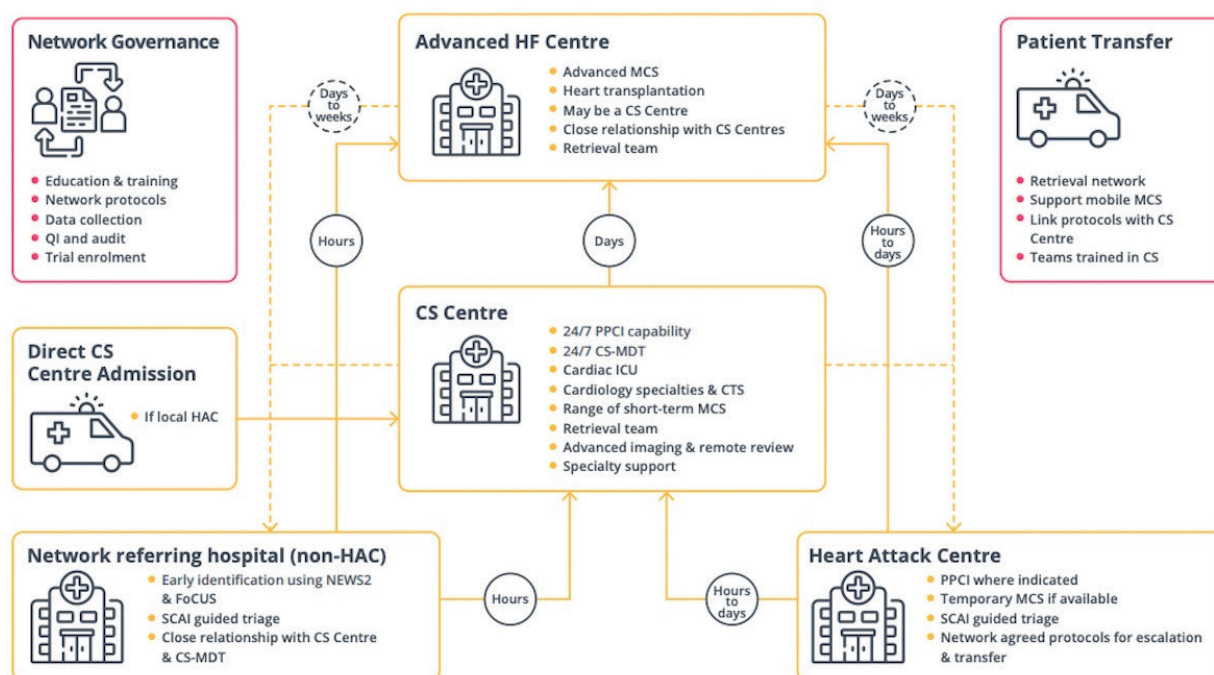 Network Governance
Education & training
Network protocols
Data collection
QI and audit
Trial enrolment
Days
to
weeks
Advanced HF Centre
Advanced MCS
Heart transplantation
May be a CS Centre
Close relationship with CS Centres
Retrieval team
Days
to
weeks
Patient Transfer
Retrieval network
Support mobile MCS
Link protocols with CS
Centre
Teams trained in CS
Hours
Days
Hours
to
days
Direct CS
Centre Admission
If local HAC
CS Centre
24/7 PPCI capability
24/7 CS-MDT
Cardiac ICU
Cardiology specialties & CTS
Range of short-term MCS
Retrieval team
Advanced imaging & remote review
Specialty support
Network referring hospital (non-HAC)
Early identification using NEWS2
& FoCUS
SCAI guided triage
Close relationship with CS Centre
& CS-MDT
Hours
Hours
to
days
Heart Attack Centre
PPCI where indicated
Temporary MCS if available
SCAI guided triage
Network agreed protocols for escalation
& transfer